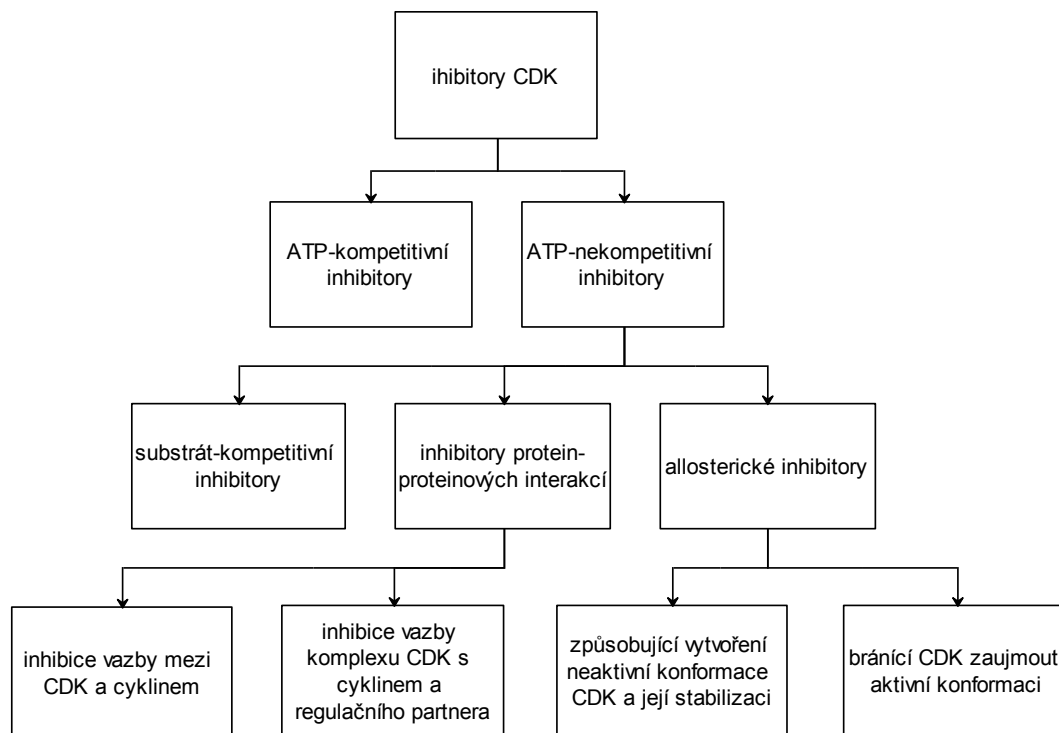 ihibitory CDK
ATP-kompetitivní
inhibitory
ATP-nekompetitivní
inhibitory
substrát-kompetitivní
inhibitory
inhibitory protein-
proteinových interakcí
allosterické inhibitory
inhibice vazby mezi
CDK a cyklinem
inhibice vazby
komplexu CDK s
cyklinem a
regulačního partnera
způsobující vytvoření
neaktivní konformace
CDK a její stabilizaci
bránící CDK zaujmout
aktivní konformaci